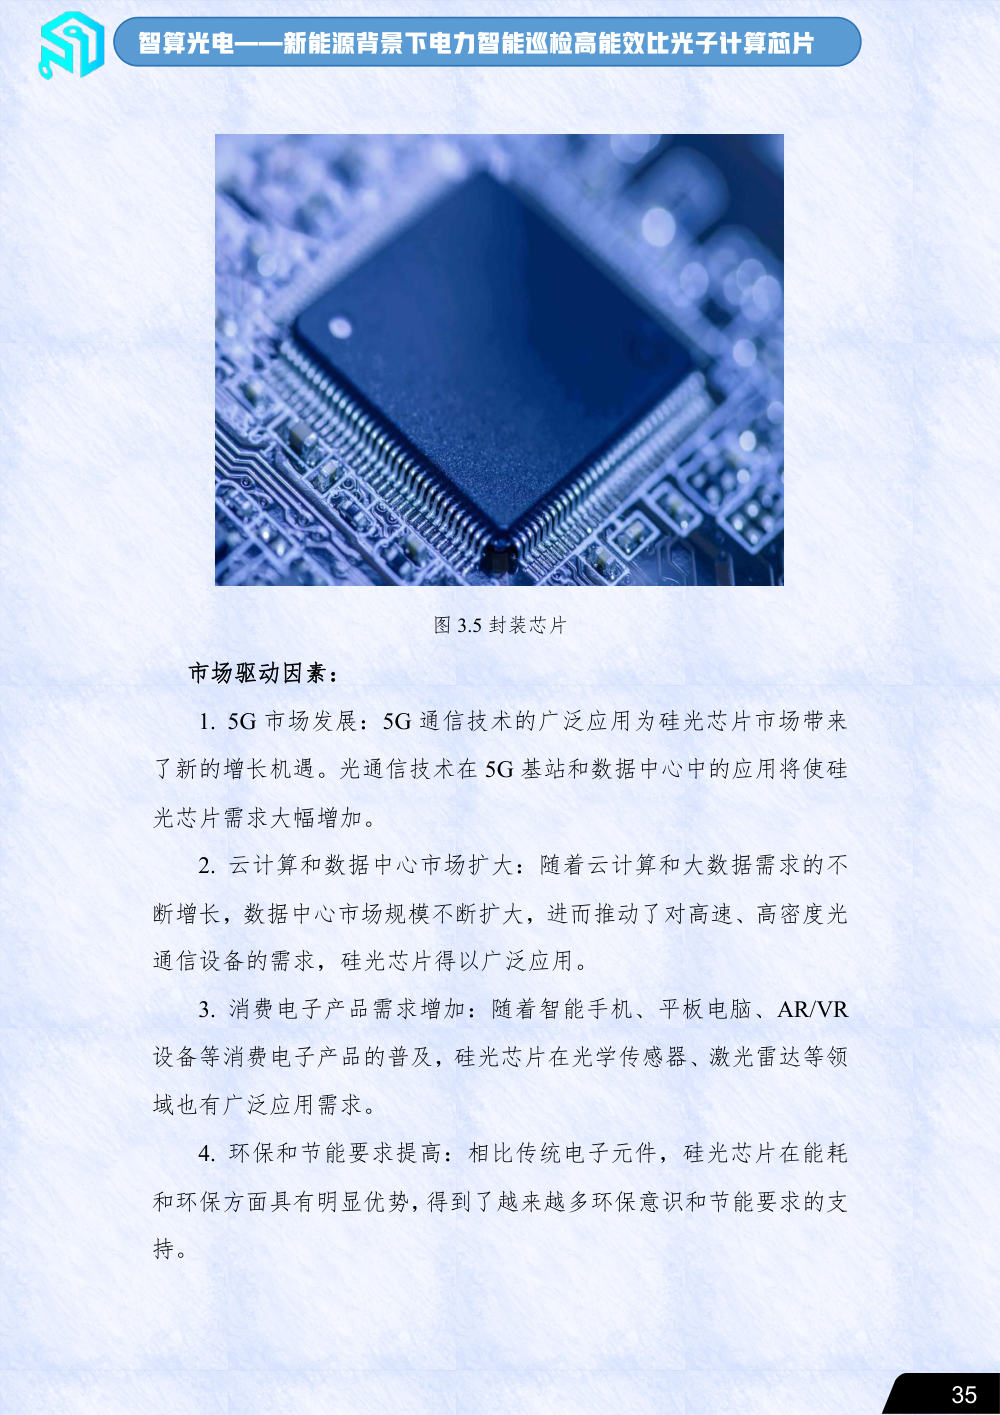 智算光电——新能源背景下电力智能巡检高能效比光子计算芯片
图 3.5 封装芯片
市场驱动因素：
1. 5G 市场发展：5G 通信技术的广泛应用为硅光芯片市场带来
了新的增长机遇。光通信技术在 5G 基站和数据中心中的应用将使硅
光芯片需求大幅增加。
2. 云计算和数据中心市场扩大：随着云计算和大数据需求的不
断增长，数据中心市场规模不断扩大，进而推动了对高速、高密度光
通信设备的需求，硅光芯片得以广泛应用。
3. 消费电子产品需求增加：随着智能手机、平板电脑、AR/VR
设备等消费电子产品的普及，硅光芯片在光学传感器、激光雷达等领
域也有广泛应用需求。
4. 环保和节能要求提高：相比传统电子元件，硅光芯片在能耗
和环保方面具有明显优势，得到了越来越多环保意识和节能要求的支
持。
35